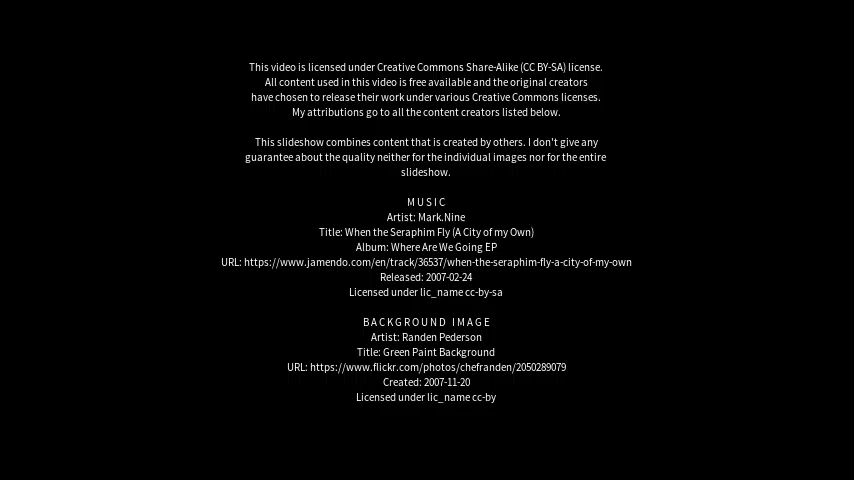 This video is licensed under Creative Commons Share-Alike (CC BY-SA) license.
All content used in this video is free available and the original creators
have chosen to release their work under various Creative Commons licenses.
My attributions go to all the content creators listed below.
This slideshow combines content that is created by others. I don't give any
guarantee about the quality neither for the individual images nor for the entire
slideshow.
MUSIC
Artist: Mark.Nine
Title: When the Seraphim Fly (A City of my Own)
Album: Where Are We Going EP
URL: https://www.jamendo.com/en/track/36537/when-the-seraphim-fly-a-city-of-my-own
Released: 2007-02-24
Licensed under lic_name cc-by-sa
BACKGROUND IMAGE
Artist: Randen Pederson
Title: Green Paint Background
URL: https://www.flickr.com/photos/chefranden/2050289079
Created: 2007-11-20
Licensed under lic_name cc-by